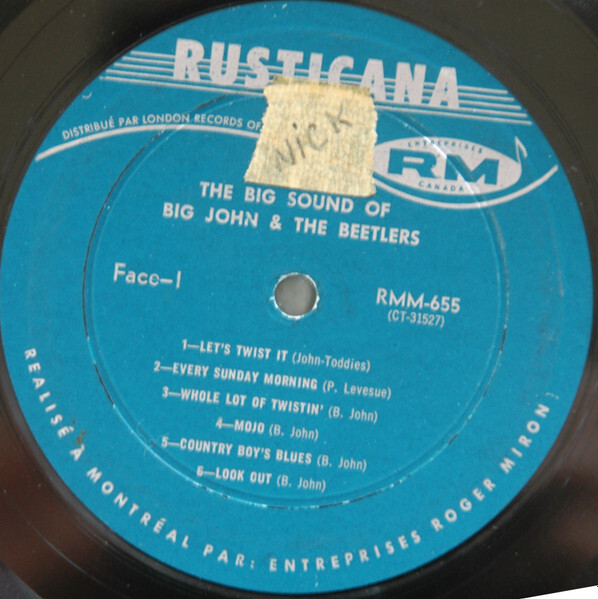 RUSTICANA
DISTRIBUÉ PAR LONDON RECORDS OF
NICK
ENTREPRISES
RM
CANADA
THE BIG SOUND OF
BIG JOHN & THE BEETLERS
Face-1
RMM-655
(CT-31527)
1—LET'S TWIST IT (John-Toddies)
2—EVERY SUNDAY MORNING (P. Levesue)
3—WHOLE LOT OF TWISTIN' (B. John)
4—MOJO (B. John)
5—COUNTRY BOY'S BLUES (B. John)
6—LOOK OUT (B. John)
REALISÉ À MONTRÉAL PAR: ENTREPRISES ROGER MIRON